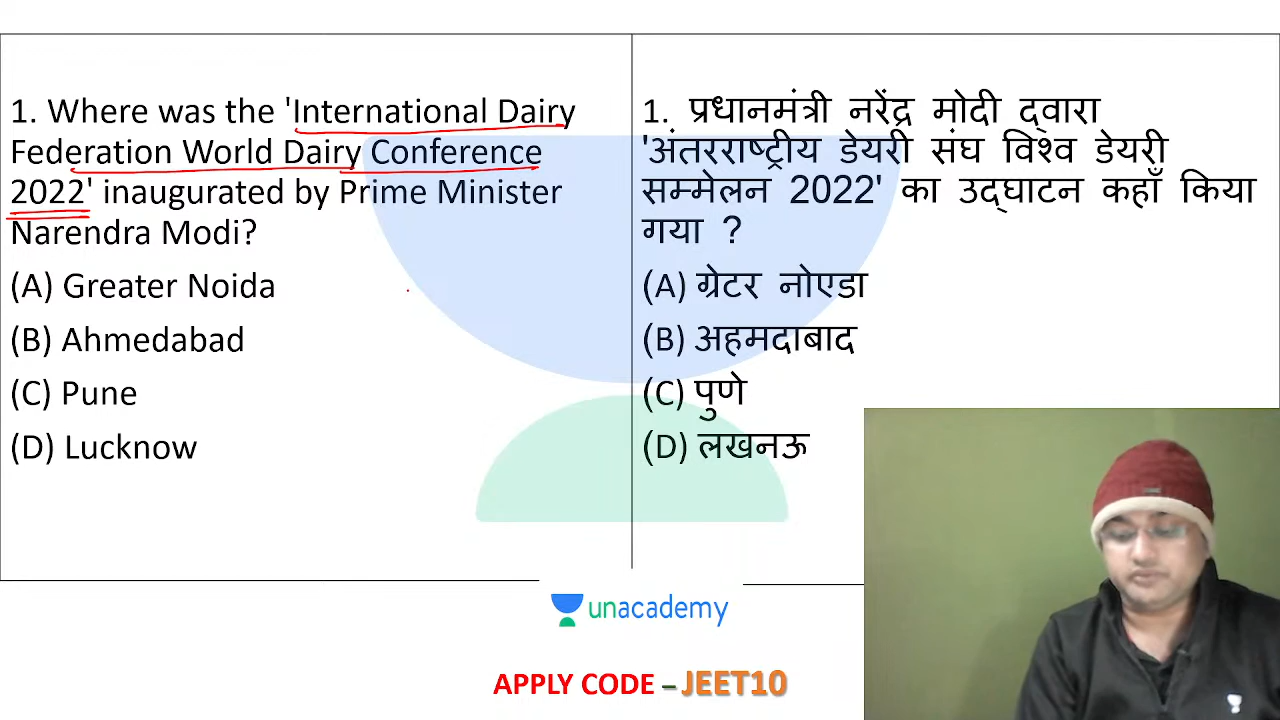 1. Where was the 'International Dairy
Federation World Dairy Conference
2022' inaugurated by Prime Minister
Narendra Modi?
(A) Greater Noida
(B) Ahmedabad
(C) Pune
(D) Lucknow
1. प्रधानमंत्री नरेंद्र मोदी द्वारा
'अंतरराष्ट्रीय डेयरी संघ विश्व डेयरी
सम्मेलन 2022' का उद्घाटन कहाँ किया
गया ?
(A) ग्रेटर नोएडा
(B) अहमदाबाद
(C) पुणे
(D) लखनऊ
unacademy
APPLY CODE – JEET10